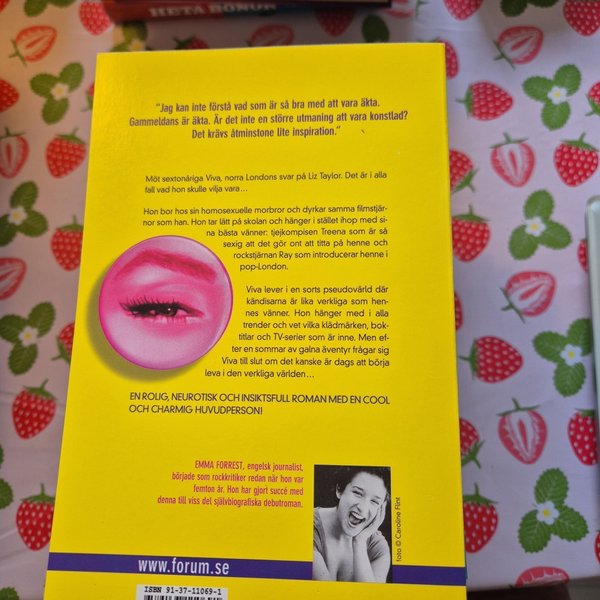 HETA BÖNOR
"Jag kan inte förstå vad som är så bra med att vara äkta.
Gammeldans är äkta. Är det inte en större utmaning att vara konstlad?
Det krävs åtminstone lite inspiration."
Möt sextonåriga Viva, norra Londons svar på Liz Taylor. Det är i alla
fall vad hon skulle vilja vara...
Hon bor hos sin homosexuelle morbror och dyrkar samma filmstjär-
nor som han. Hon tar lätt på skolan och hänger i stället ihop med si-
na bästa vänner: tjejkompisen Treena som är så
sexig att det gör ont att titta på henne och
rockstjärnan Ray som introducerar henne i
pop-London.
Viva lever i en sorts pseudovärld där
kändisarna är lika verkliga som hen-
nes vänner. Hon hänger med i alla
trender och vet vilka klädmärken, bok-
titlar och TV-serier som är inne. Men ef-
ter en sommar av galna äventyr frågar sig
Viva till slut om det kanske är dags att börja
leva i den verkliga världen...
EN ROLIG, NEUROTISK OCH INSIKTSFULL ROMAN MED EN COOL
OCH CHARMIG HUVUDPERSON!
EMMA FORREST, engelsk journalist,
började som rockkritiker redan när hon var
femton år. Hon har gjort succé med
denna till viss del självbiografiska debutroman.
foto © Caroline Flint
www.forum.se
ISBN 91-37-11069-1